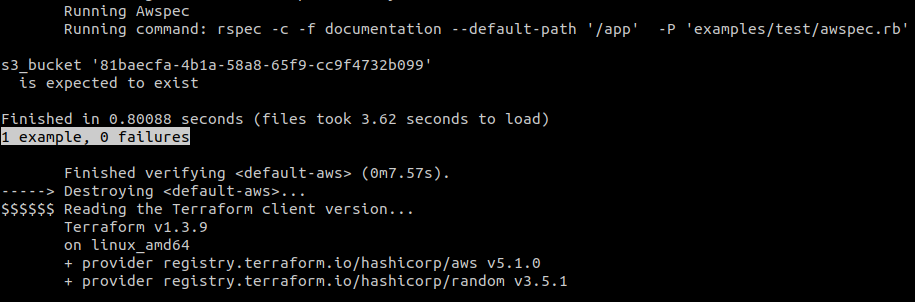 Running Awspec
Running command: rspec -c -f documentation --default-path '/app'  -P 'examples/test/awspec.rb'
s3_bucket '81baecfa-4b1a-58a8-65f9-cc9f4732b099'
is expected to exist
Finished in 0.80088 seconds (files took 3.62 seconds to load)
1 example, 0 failures
Finished verifying <default-aws> (0m7.57s).
-----> Destroying <default-aws>...
$$$$$$ Reading the Terraform client version...
Terraform v1.3.9
on linux_amd64
+ provider registry.terraform.io/hashicorp/aws v5.1.0
+ provider registry.terraform.io/hashicorp/random v3.5.1